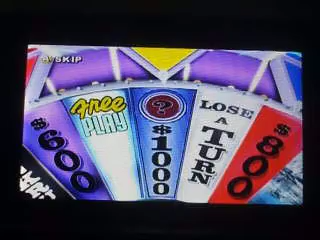 A/SKIP
$600
Free
PLAY
?
$1000
LOSE
A
TURN
$800